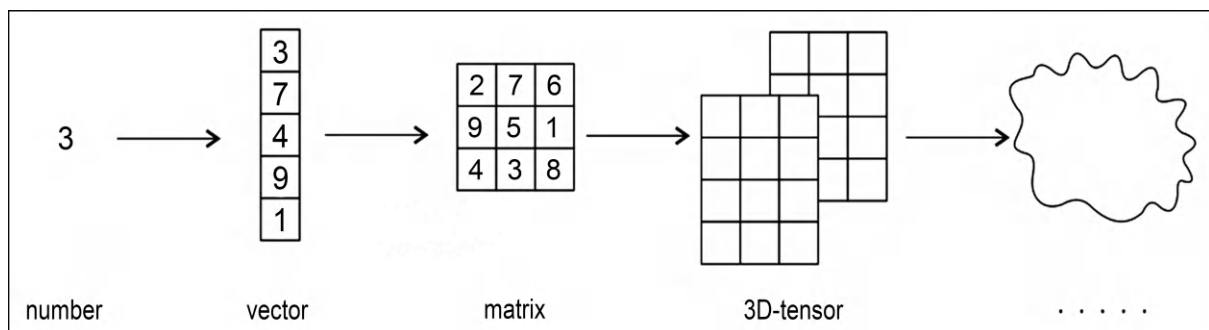 3
3
7
4
9
1
2 7 6
9 5 1
4 3 8
number
vector
matrix
3D-tensor
. . . . .